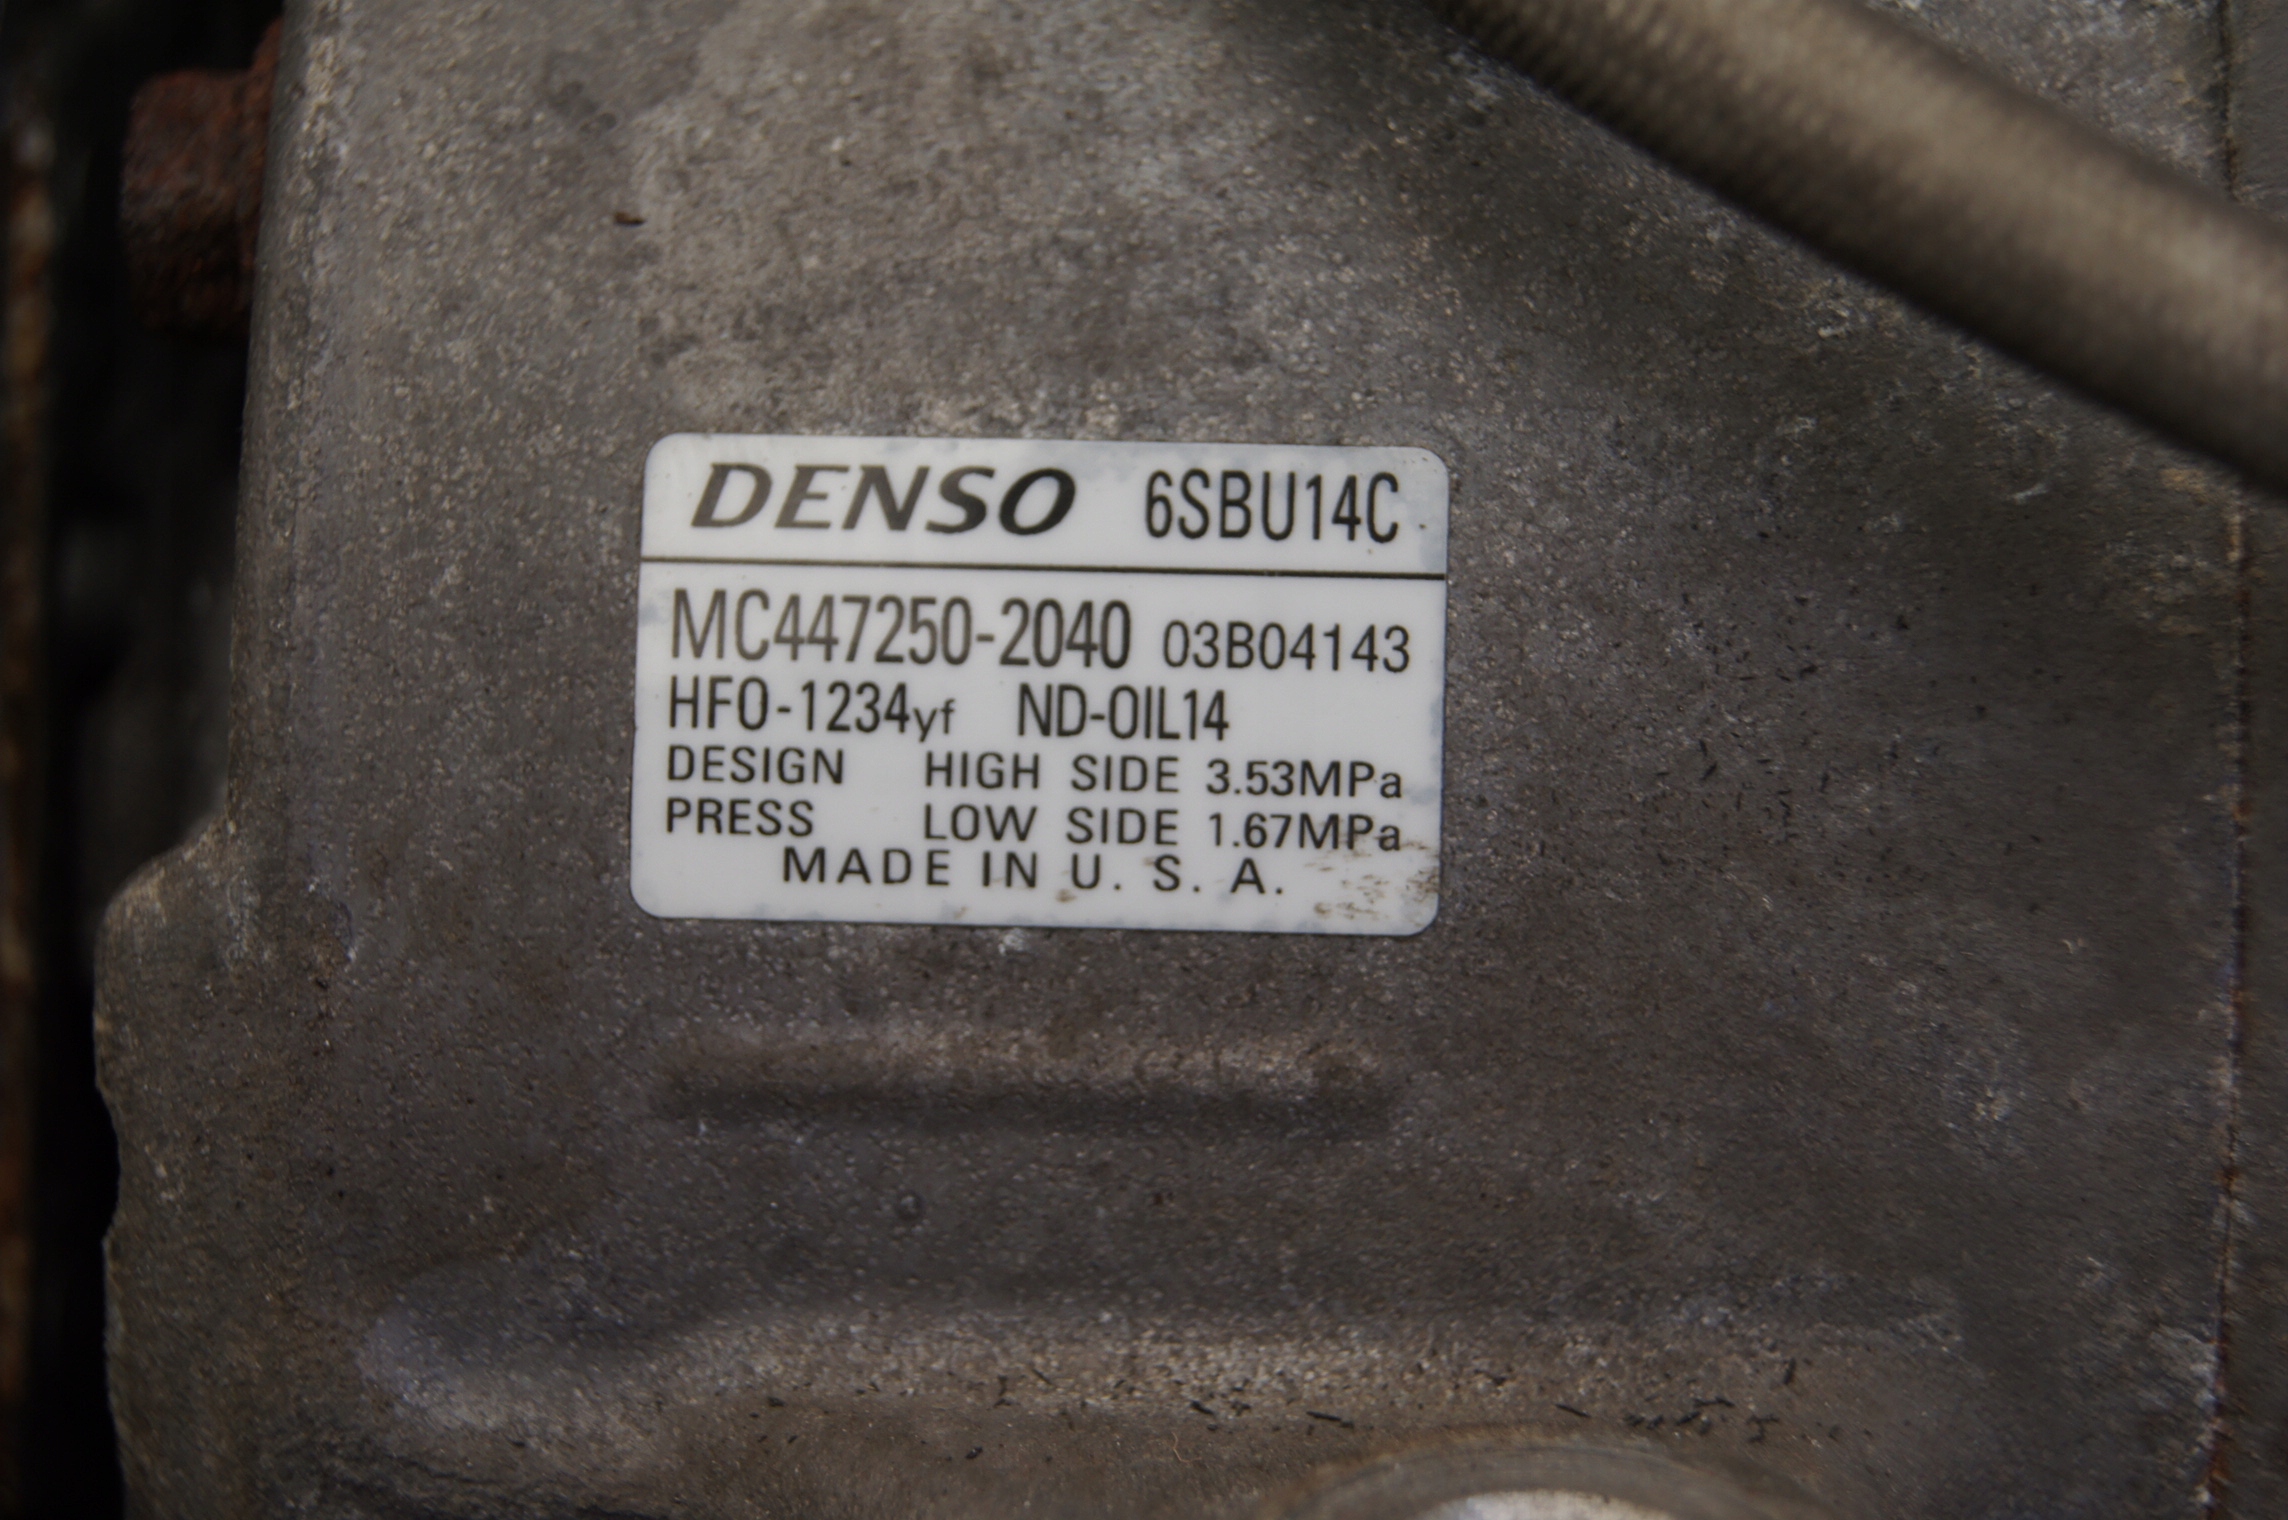 DENSO 6SBU14C
MC447250-2040 03B04143
HFO-1234yf ND-OIL14
DESIGN HIGH SIDE 3.53MPa
PRESS LOW SIDE 1.67MPa
MADE IN U. S. A.